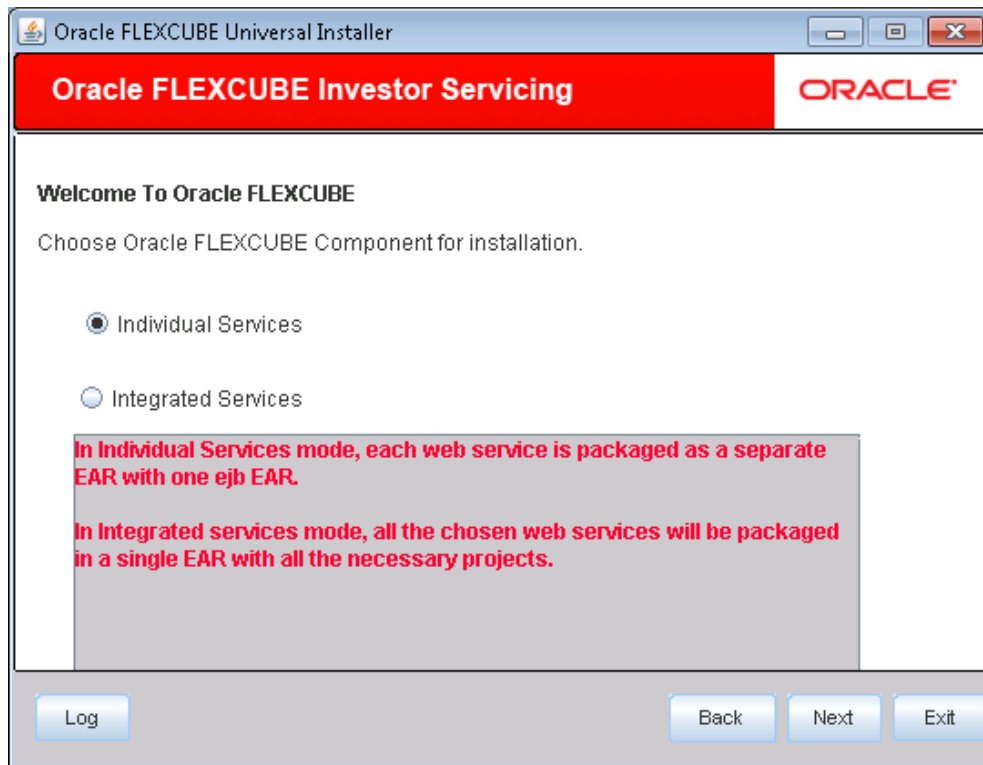 Oracle FLEXCUBE Universal Installer
Oracle FLEXCUBE Investor Servicing
ORACLE
Welcome To Oracle FLEXCUBE
Choose Oracle FLEXCUBE Component for installation.
Individual Services
Integrated Services
In Individual Services mode, each web service is packaged as a separate
EAR with one ejb EAR.
In Integrated services mode, all the chosen web services will be packaged
in a single EAR with all the necessary projects.
Log
Back
Next
Exit